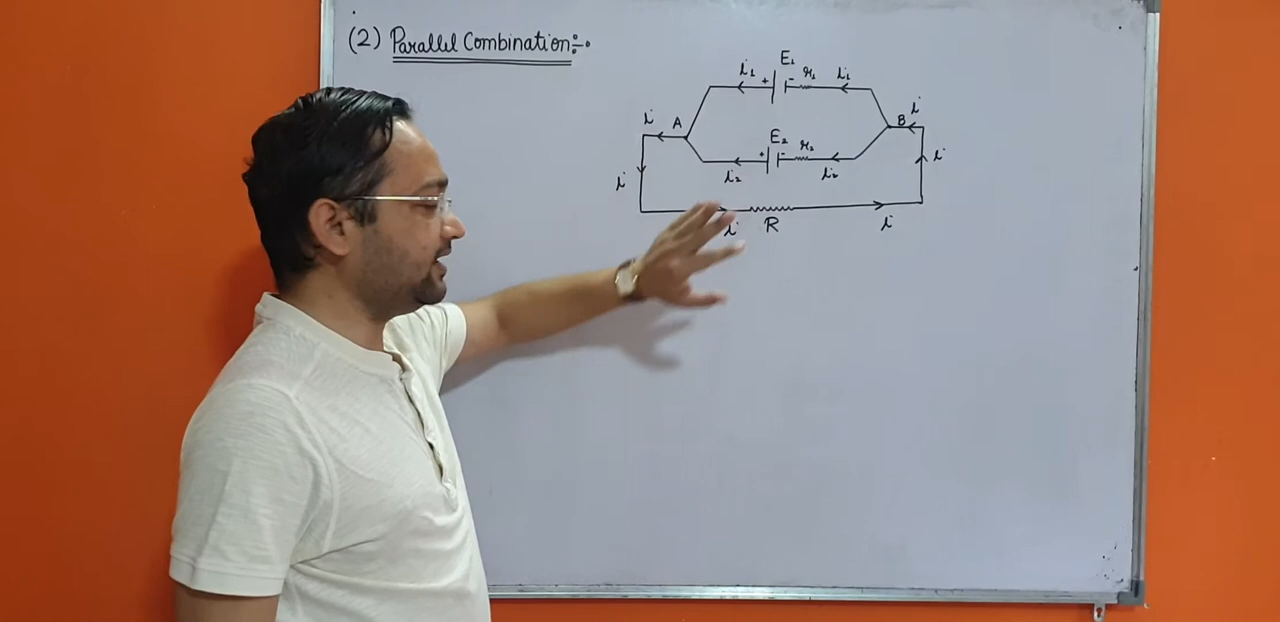 (2) Parallel Combination:-
E₁
i₁ + - r₁ i₁
i A B i
E₂
i + - r₂ i
i₂ i₂
i R i